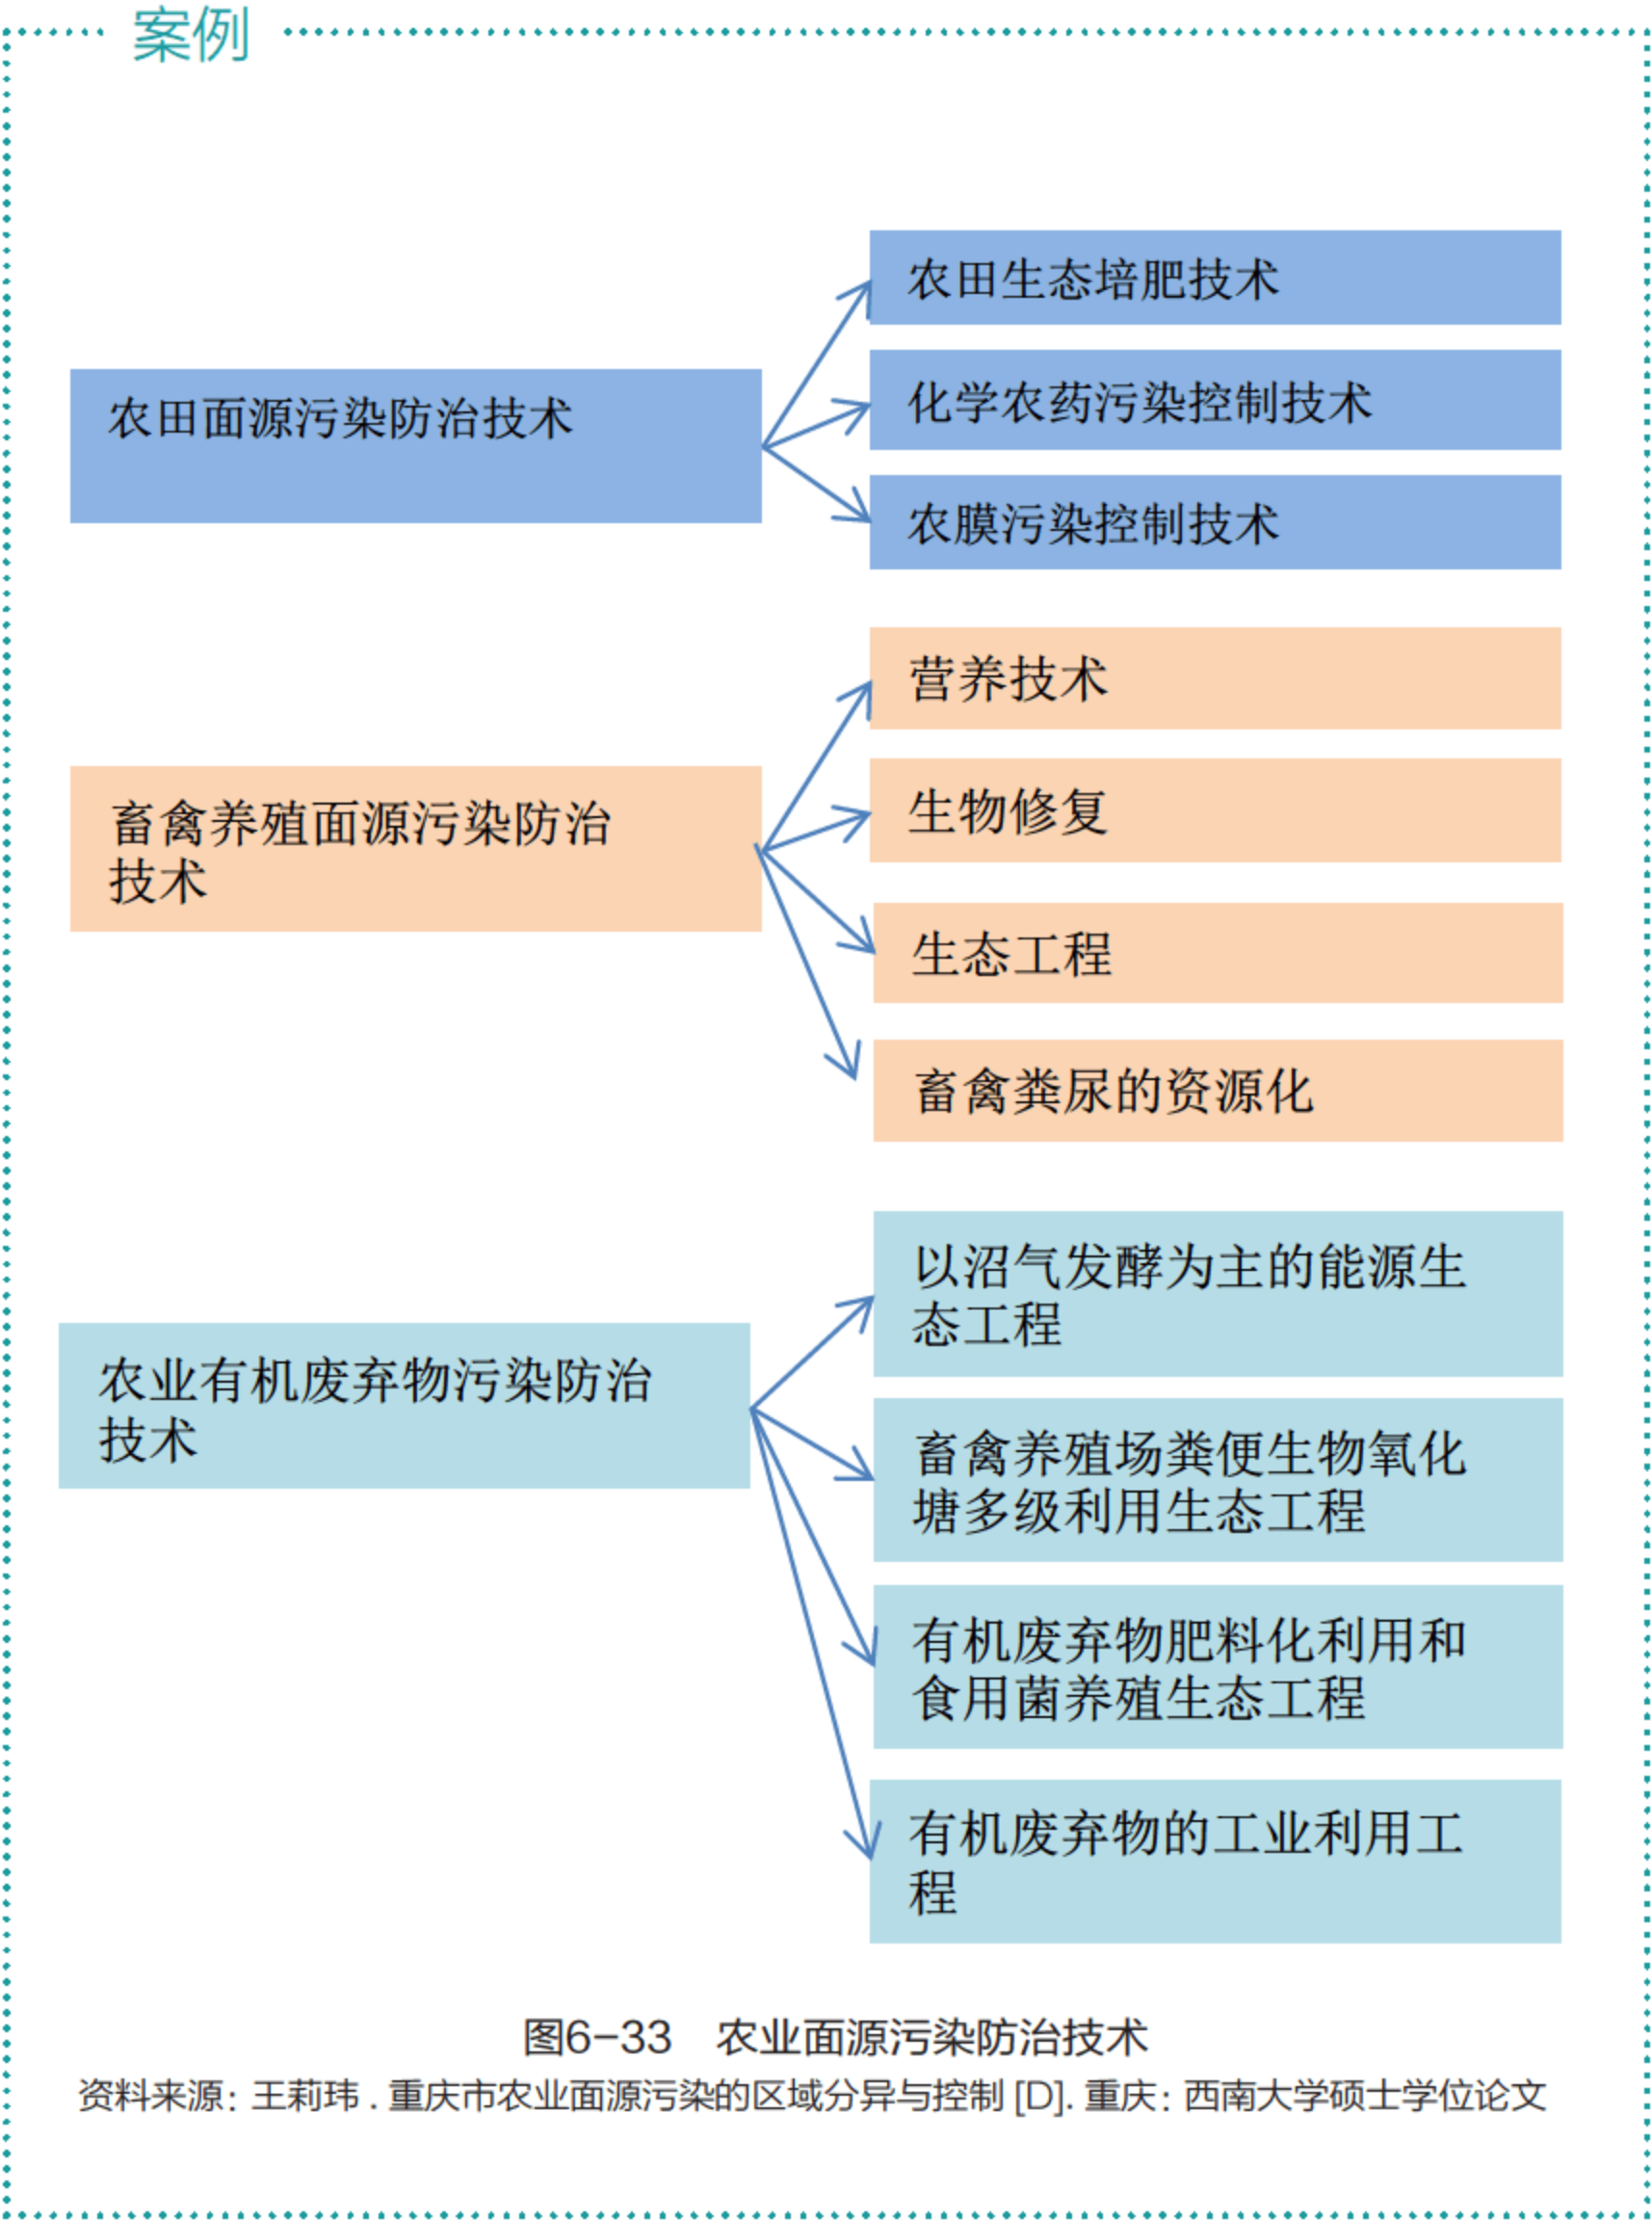 案例
农田面源污染防治技术
农田生态培肥技术
化学农药污染控制技术
农膜污染控制技术
畜禽养殖面源污染防治
技术
营养技术
生物修复
生态工程
畜禽粪尿的资源化
农业有机废弃物污染防治
技术
以沼气发酵为主的能源生
态工程
畜禽养殖场粪便生物氧化
塘多级利用生态工程
有机废弃物肥料化利用和
食用菌养殖生态工程
有机废弃物的工业利用工
程
图6-33　农业面源污染防治技术
资料来源：王莉玮 . 重庆市农业面源污染的区域分异与控制 [D]. 重庆：西南大学硕士学位论文